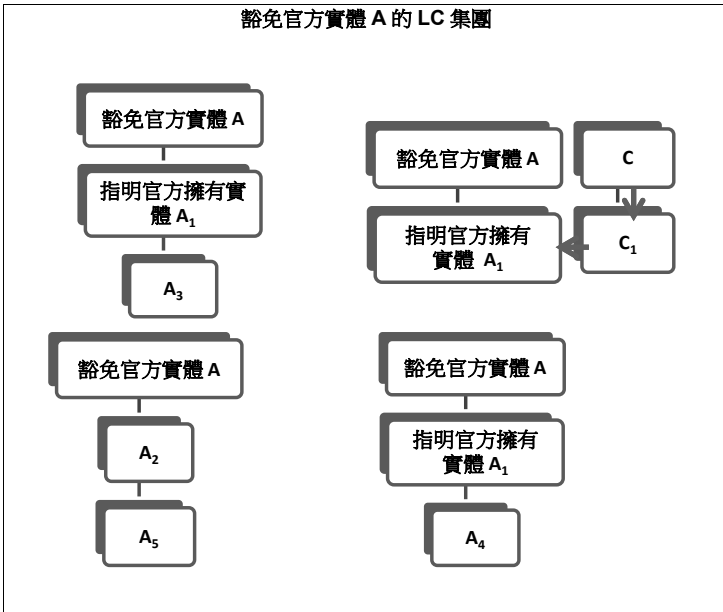 豁免官方實體 A 的 LC 集團
豁免官方實體 A
指明官方擁有實
體 A₁
A₃
豁免官方實體 A
C
指明官方擁有
實體 A₁
C₁
豁免官方實體 A
A₂
A₅
豁免官方實體 A
指明官方擁有
實體 A₁
A₄